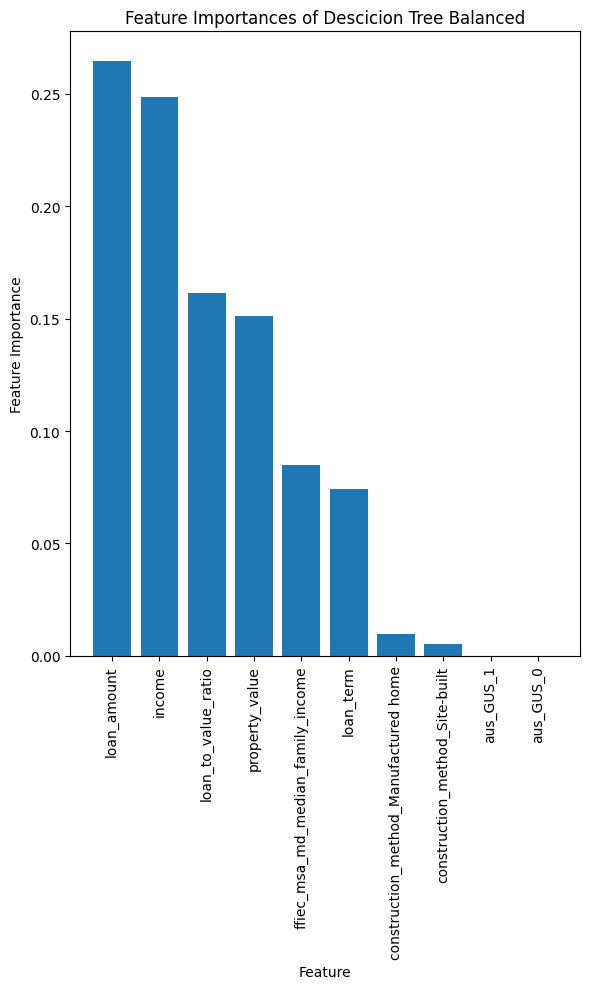 Feature Importances of Descicion Tree Balanced
Feature Importance
0.25
0.20
0.15
0.10
0.05
0.00
loan_amount
income
loan_to_value_ratio
property_value
ffiec_msa_md_median_family_income
loan_term
construction_method_Manufactured home
construction_method_Site-built
aus_GUS_1
aus_GUS_0
Feature